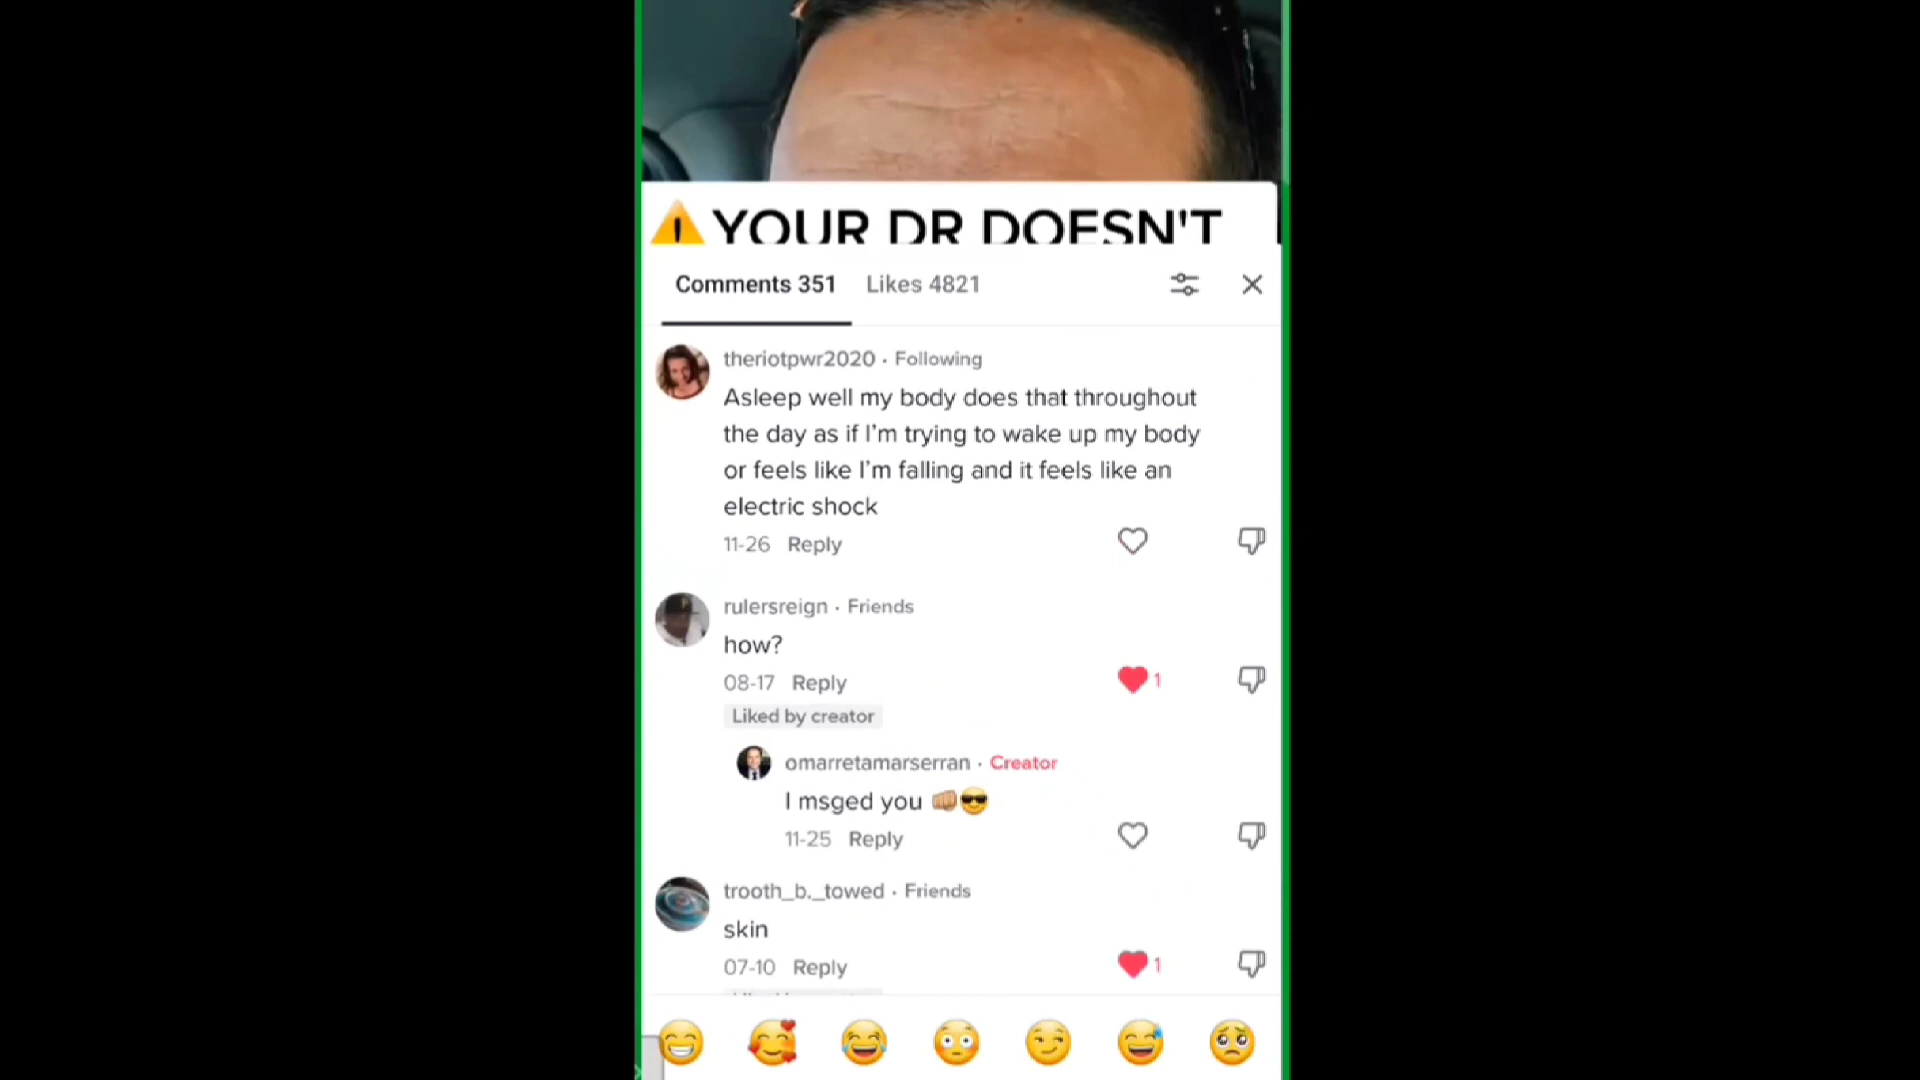 YOUR DR DOESN'T
Comments 351 Likes 4821
theriotpwr2020 · Following
Asleep well my body does that throughout
the day as if I'm trying to wake up my body
or feels like I'm falling and it feels like an
electric shock
11-26 Reply
rulersreign · Friends
how?
08-17 Reply 1
Liked by creator
omarretamarserran · Creator
I msged you 👊🏼😎
11-25 Reply
trooth_b._towed · Friends
skin
07-10 Reply 1